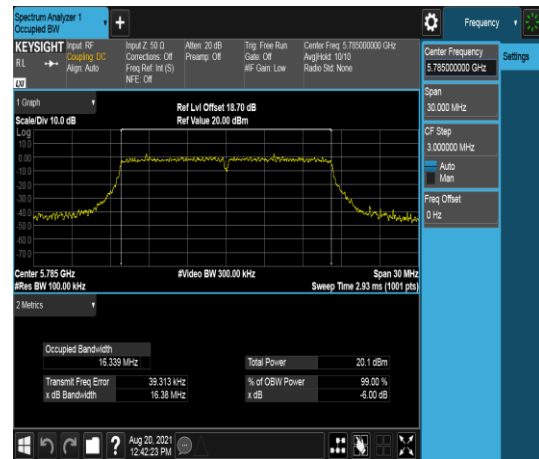 Spectrum Analyzer 1
Occupied BW
+
Frequency
KEYSIGHT
Input: RF
Input Z: 50 Ω
Atten: 20 dB
Trig: Free Run
Center Freq: 5.785000000 GHz
RL
Coupling: DC
Corrections: Off
Preamp: Off
Gate: Off
Avg|Hold: 10/10
Align: Auto
Freq Ref: Int (S)
#IF Gain: Low
Radio Std: None
NFE: Off
LXI
Center Frequency
5.785000000 GHz
Settings
Span
30.000 MHz
CF Step
3.000000 MHz
Auto
Man
Freq Offset
0 Hz
1 Graph
Ref Lvl Offset 18.70 dB
Scale/Div 10.0 dB
Ref Value 20.00 dBm
Log
10.0
0.00
-10.0
-20.0
-30.0
-40.0
-50.0
-60.0
-70.0
Center 5.785 GHz
#Video BW 300.00 kHz
Span 30 MHz
#Res BW 100.00 kHz
Sweep Time 2.93 ms (1001 pts)
2 Metrics
Occupied Bandwidth
16.339 MHz
Total Power
20.1 dBm
Transmit Freq Error
39.313 kHz
% of OBW Power
99.00 %
x dB Bandwidth
16.38 MHz
x dB
-6.00 dB
?
Aug 20, 2021
12:42:23 PM